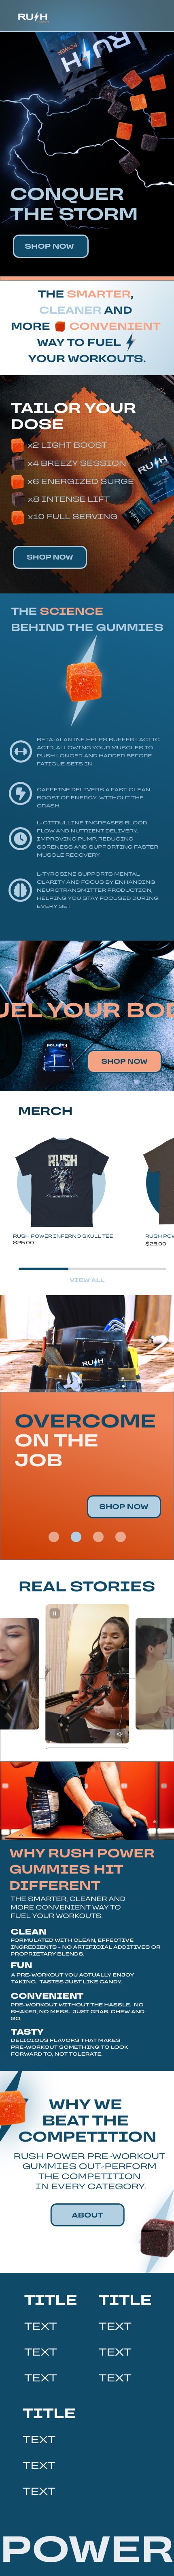 RUSH
POWER
RUSH
CONQUER
THE STORM
SHOP NOW
THE SMARTER,
CLEANER AND
MORE CONVENIENT
WAY TO FUEL
YOUR WORKOUTS.
TAILOR YOUR
DOSE
x2 LIGHT BOOST
x4 BREEZY SESSION
x6 ENERGIZED SURGE
x8 INTENSE LIFT
x10 FULL SERVING
RUSH
SHOP NOW
THE SCIENCE
BEHIND THE GUMMIES
BETA-ALANINE HELPS BUFFER LACTIC
ACID, ALLOWING YOUR MUSCLES TO
PUSH LONGER AND HARDER BEFORE
FATIGUE SETS IN.
CAFFEINE DELIVERS A FAST, CLEAN
BOOST OF ENERGY WITHOUT THE
CRASH.
L-CITRULLINE INCREASES BLOOD
FLOW AND NUTRIENT DELIVERY,
IMPROVING PUMP, REDUCING
SORENESS AND SUPPORTING FASTER
MUSCLE RECOVERY.
L-TYROSINE SUPPORTS MENTAL
CLARITY AND FOCUS BY ENHANCING
NEUROTRANSMITTER PRODUCTION,
HELPING YOU STAY FOCUSED DURING
EVERY SET.
UEL YOUR BOD
SHOP NOW
MERCH
RUSH
RUSH POWER INFERNO SKULL TEE
$25.00
RUSH POW
$25.00
VIEW ALL
RUSH
OVERCOME
ON THE
JOB
SHOP NOW
REAL STORIES
WHY RUSH POWER
GUMMIES HIT
DIFFERENT
THE SMARTER, CLEANER AND
MORE CONVENIENT WAY TO
FUEL YOUR WORKOUTS.
CLEAN
FORMULATED WITH CLEAN, EFFECTIVE
INGREDIENTS - NO ARTIFICIAL ADDITIVES OR
PROPRIETARY BLENDS.
FUN
A PRE-WORKOUT YOU ACTUALLY ENJOY
TAKING. TASTES JUST LIKE CANDY.
CONVENIENT
PRE-WORKOUT WITHOUT THE HASSLE. NO
SHAKER, NO MESS. JUST GRAB, CHEW AND
GO.
TASTY
DELICIOUS FLAVORS THAT MAKES
PRE-WORKOUT SOMETHING TO LOOK
FORWARD TO, NOT TOLERATE.
WHY WE
BEAT THE
COMPETITION
RUSH POWER PRE-WORKOUT
GUMMIES OUT-PERFORM
THE COMPETITION
IN EVERY CATEGORY.
ABOUT
TITLE
TEXT
TEXT
TEXT
TITLE
TEXT
TEXT
TEXT
TITLE
TEXT
TEXT
TEXT
POWER